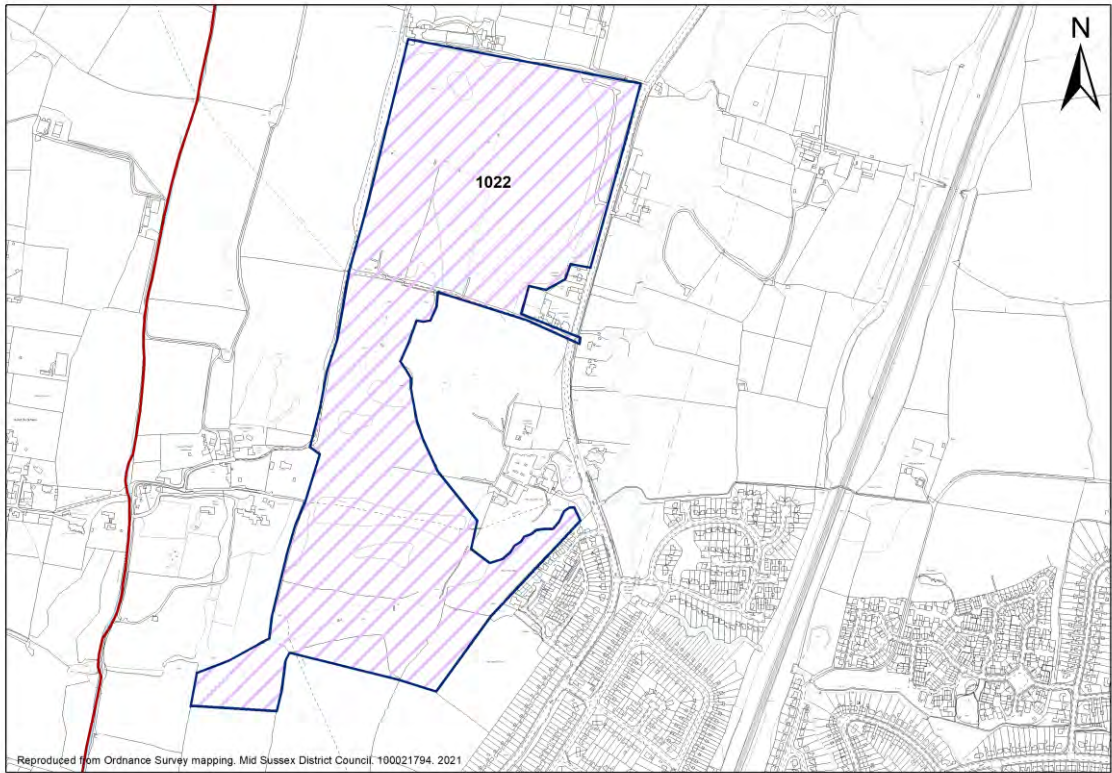 N
1022
Reproduced from Ordnance Survey mapping. Mid Sussex District Council. 100021794. 2021